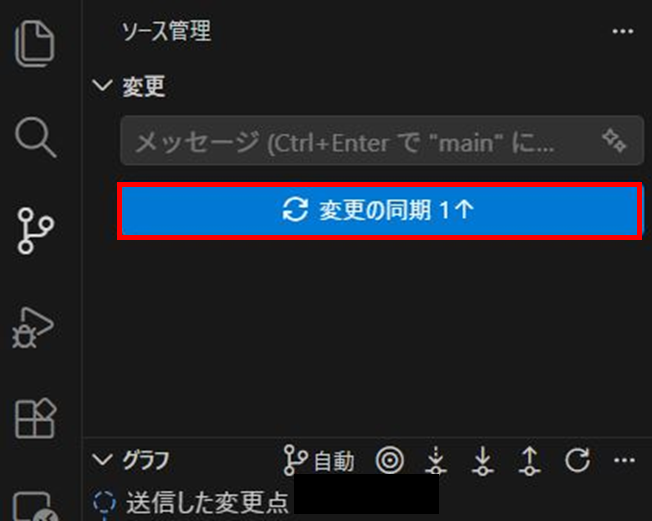 ソース管理
変更
メッセージ (Ctrl+Enter で "main" に...
変更の同期 1↑
グラフ
自動
送信した変更点